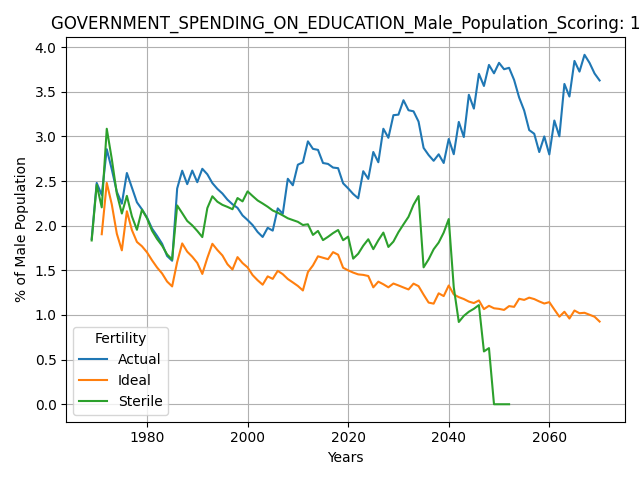 GOVERNMENT_SPENDING_ON_EDUCATION_Male_Population_Scoring: 1
% of Male Population
4.0
3.5
3.0
2.5
2.0
1.5
1.0
0.5
0.0
Fertility
Actual
Ideal
Sterile
1980 2000 2020 2040 2060
Years